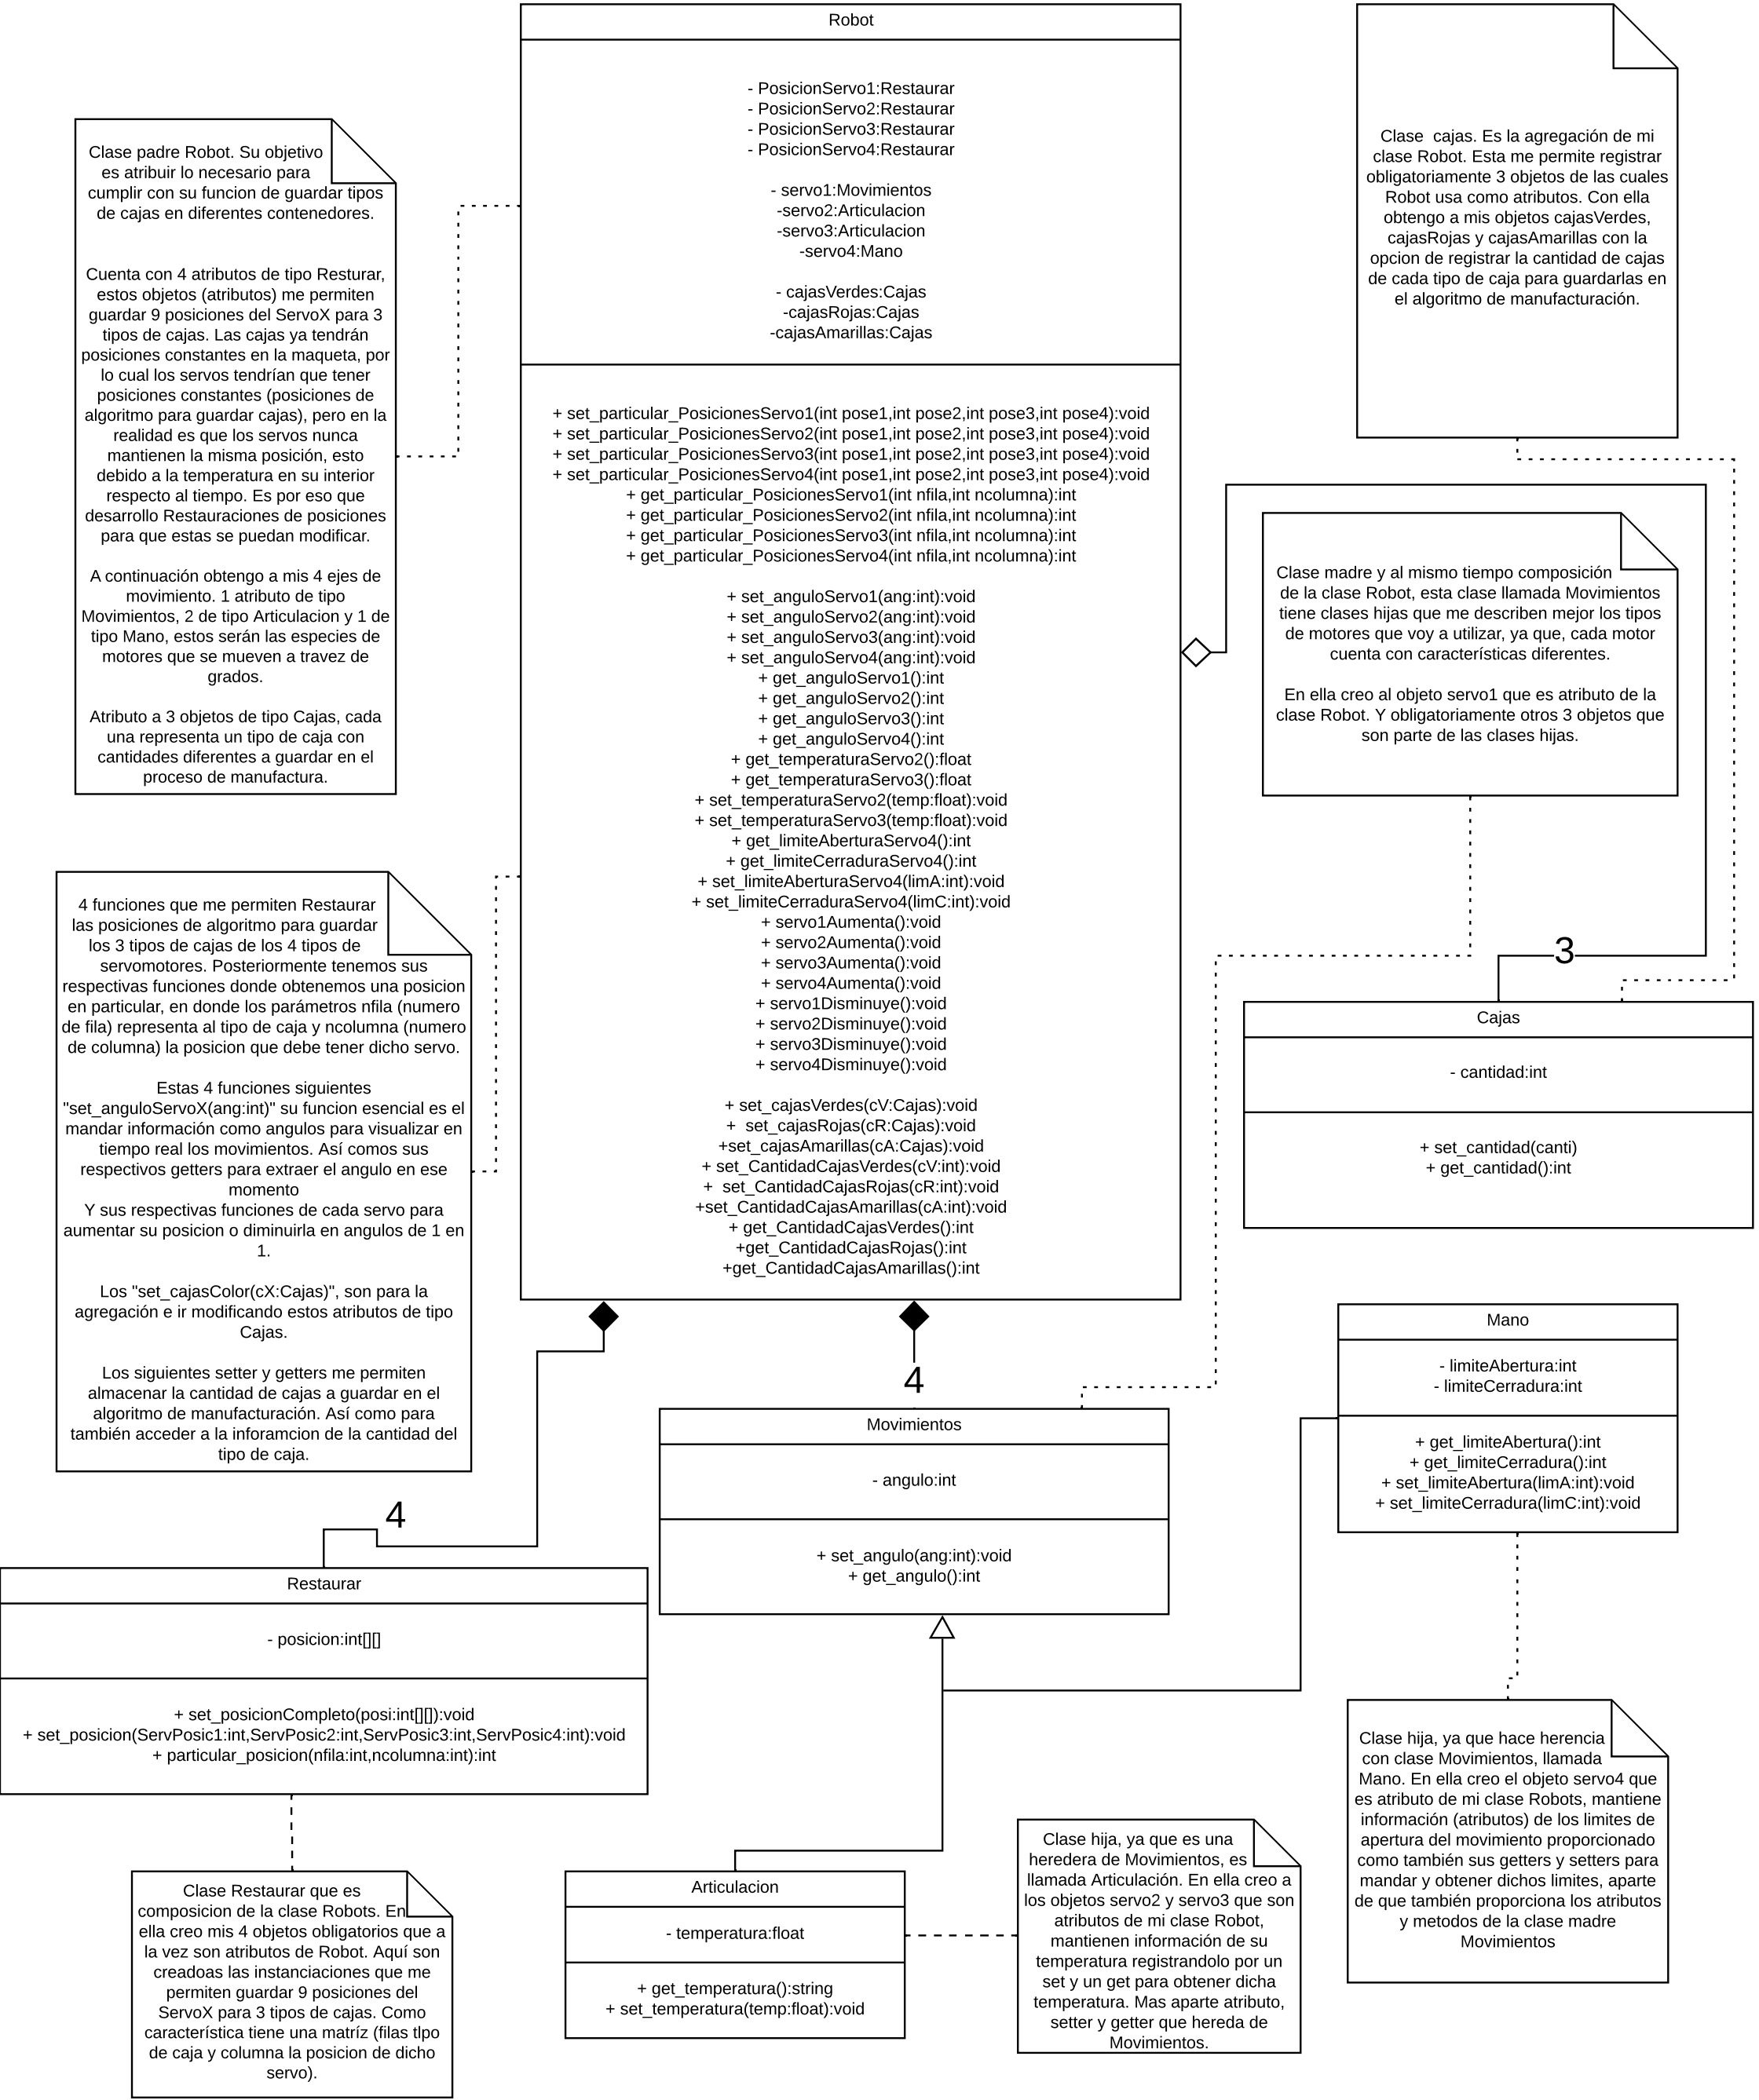 Robot
- PosicionServo1:Restaurar
- PosicionServo2:Restaurar
- PosicionServo3:Restaurar
- PosicionServo4:Restaurar
- servo1:Movimientos
-servo2:Articulacion
-servo3:Articulacion
-servo4:Mano
- cajasVerdes:Cajas
-cajasRojas:Cajas
-cajasAmarillas:Cajas
+ set_particular_PosicionesServo1(int pose1,int pose2,int pose3,int pose4):void
+ set_particular_PosicionesServo2(int pose1,int pose2,int pose3,int pose4):void
+ set_particular_PosicionesServo3(int pose1,int pose2,int pose3,int pose4):void
+ set_particular_PosicionesServo4(int pose1,int pose2,int pose3,int pose4):void
+ get_particular_PosicionesServo1(int nfila,int ncolumna):int
+ get_particular_PosicionesServo2(int nfila,int ncolumna):int
+ get_particular_PosicionesServo3(int nfila,int ncolumna):int
+ get_particular_PosicionesServo4(int nfila,int ncolumna):int
+ set_anguloServo1(ang:int):void
+ set_anguloServo2(ang:int):void
+ set_anguloServo3(ang:int):void
+ set_anguloServo4(ang:int):void
+ get_anguloServo1():int
+ get_anguloServo2():int
+ get_anguloServo3():int
+ get_anguloServo4():int
+ get_temperaturaServo2():float
+ get_temperaturaServo3():float
+ set_temperaturaServo2(temp:float):void
+ set_temperaturaServo3(temp:float):void
+ get_limiteAberturaServo4():int
+ get_limiteCerraduraServo4():int
+ set_limiteAberturaServo4(limA:int):void
+ set_limiteCerraduraServo4(limC:int):void
+ servo1Aumenta():void
+ servo2Aumenta():void
+ servo3Aumenta():void
+ servo4Aumenta():void
+ servo1Disminuye():void
+ servo2Disminuye():void
+ servo3Disminuye():void
+ servo4Disminuye():void
+ set_cajasVerdes(cV:Cajas):void
+  set_cajasRojas(cR:Cajas):void
+set_cajasAmarillas(cA:Cajas):void
+ set_CantidadCajasVerdes(cV:int):void
+  set_CantidadCajasRojas(cR:int):void
+set_CantidadCajasAmarillas(cA:int):void
+ get_CantidadCajasVerdes():int
+get_CantidadCajasRojas():int
+get_CantidadCajasAmarillas():int
Clase padre Robot. Su objetivo
es atribuir lo necesario para
cumplir con su funcion de guardar tipos
de cajas en diferentes contenedores.
Cuenta con 4 atributos de tipo Resturar,
estos objetos (atributos) me permiten
guardar 9 posiciones del ServoX para 3
tipos de cajas. Las cajas ya tendrán
posiciones constantes en la maqueta, por
lo cual los servos tendrían que tener
posiciones constantes (posiciones de
algoritmo para guardar cajas), pero en la
realidad es que los servos nunca
mantienen la misma posición, esto
debido a la temperatura en su interior
respecto al tiempo. Es por eso que
desarrollo Restauraciones de posiciones
para que estas se puedan modificar.
A continuación obtengo a mis 4 ejes de
movimiento. 1 atributo de tipo
Movimientos, 2 de tipo Articulacion y 1 de
tipo Mano, estos serán las especies de
motores que se mueven a travez de
grados.
Atributo a 3 objetos de tipo Cajas, cada
una representa un tipo de caja con
cantidades diferentes a guardar en el
proceso de manufactura.
4 funciones que me permiten Restaurar
las posiciones de algoritmo para guardar
los 3 tipos de cajas de los 4 tipos de
servomotores. Posteriormente tenemos sus
respectivas funciones donde obtenemos una posicion
en particular, en donde los parámetros nfila (numero
de fila) representa al tipo de caja y ncolumna (numero
de columna) la posicion que debe tener dicho servo.
Estas 4 funciones siguientes
"set_anguloServoX(ang:int)" su funcion esencial es el
mandar información como angulos para visualizar en
tiempo real los movimientos. Así comos sus
respectivos getters para extraer el angulo en ese
momento
Y sus respectivas funciones de cada servo para
aumentar su posicion o diminuirla en angulos de 1 en
1.
Los "set_cajasColor(cX:Cajas)", son para la
agregación e ir modificando estos atributos de tipo
Cajas.
Los siguientes setter y getters me permiten
almacenar la cantidad de cajas a guardar en el
algoritmo de manufacturación. Así como para
también acceder a la inforamcion de la cantidad del
tipo de caja.
Clase  cajas. Es la agregación de mi
clase Robot. Esta me permite registrar
obligatoriamente 3 objetos de las cuales
Robot usa como atributos. Con ella
obtengo a mis objetos cajasVerdes,
cajasRojas y cajasAmarillas con la
opcion de registrar la cantidad de cajas
de cada tipo de caja para guardarlas en
el algoritmo de manufacturación.
Clase madre y al mismo tiempo composición
de la clase Robot, esta clase llamada Movimientos
tiene clases hijas que me describen mejor los tipos
de motores que voy a utilizar, ya que, cada motor
cuenta con características diferentes.
En ella creo al objeto servo1 que es atributo de la
clase Robot. Y obligatoriamente otros 3 objetos que
son parte de las clases hijas.
3
Cajas
- cantidad:int
+ set_cantidad(canti)
+ get_cantidad():int
Mano
- limiteAbertura:int
- limiteCerradura:int
+ get_limiteAbertura():int
+ get_limiteCerradura():int
+ set_limiteAbertura(limA:int):void
+ set_limiteCerradura(limC:int):void
4
Movimientos
- angulo:int
+ set_angulo(ang:int):void
+ get_angulo():int
4
Restaurar
- posicion:int[][]
+ set_posicionCompleto(posi:int[][]):void
+ set_posicion(ServPosic1:int,ServPosic2:int,ServPosic3:int,ServPosic4:int):void
+ particular_posicion(nfila:int,ncolumna:int):int
Clase Restaurar que es
composicion de la clase Robots. En
ella creo mis 4 objetos obligatorios que a
la vez son atributos de Robot. Aquí son
creadoas las instanciaciones que me
permiten guardar 9 posiciones del
ServoX para 3 tipos de cajas. Como
característica tiene una matríz (filas tlpo
de caja y columna la posicion de dicho
servo).
Articulacion
- temperatura:float
+ get_temperatura():string
+ set_temperatura(temp:float):void
Clase hija, ya que es una
heredera de Movimientos, es
llamada Articulación. En ella creo a
los objetos servo2 y servo3 que son
atributos de mi clase Robot,
mantienen información de su
temperatura registrandolo por un
set y un get para obtener dicha
temperatura. Mas aparte atributo,
setter y getter que hereda de
Movimientos.
Clase hija, ya que hace herencia
con clase Movimientos, llamada
Mano. En ella creo el objeto servo4 que
es atributo de mi clase Robots, mantiene
información (atributos) de los limites de
apertura del movimiento proporcionado
como también sus getters y setters para
mandar y obtener dichos limites, aparte
de que también proporciona los atributos
y metodos de la clase madre
Movimientos